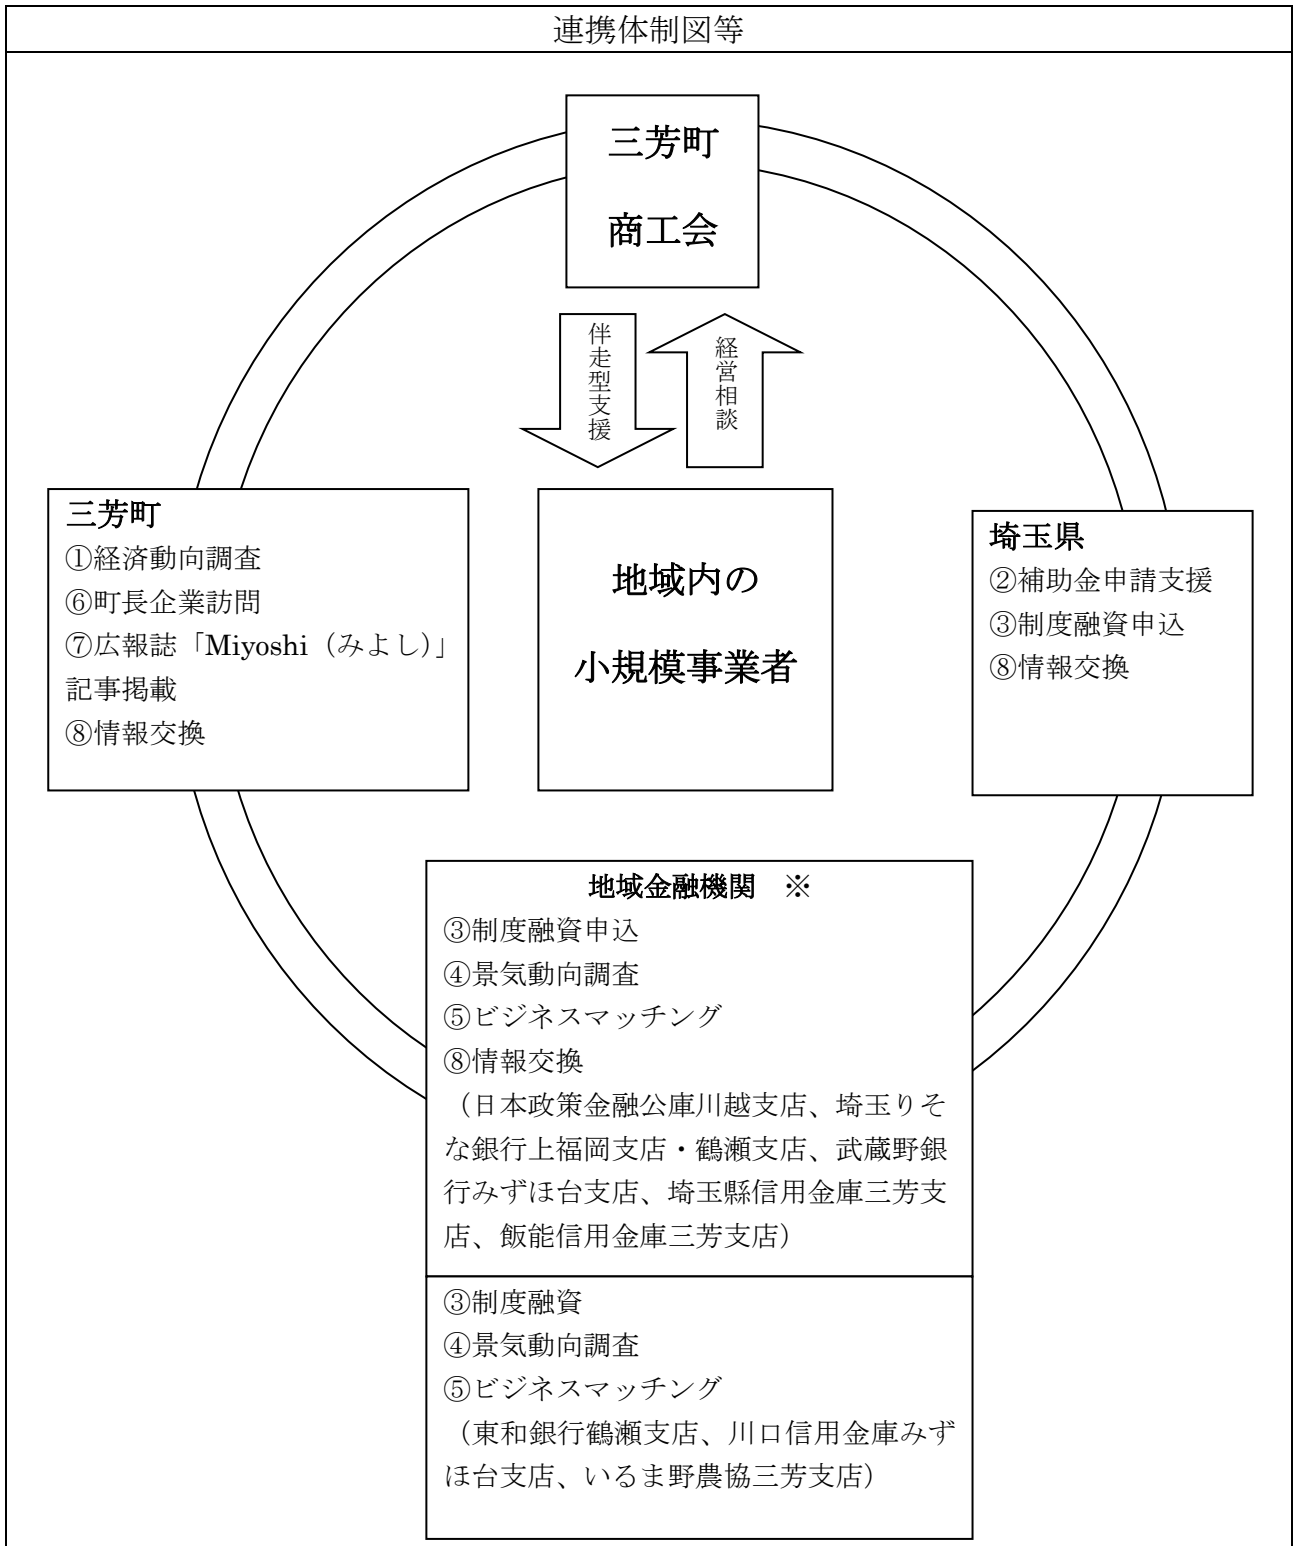 連携体制図等
三芳町
商工会
伴走型支援
経営相談
三芳町
①経済動向調査
⑥町長企業訪問
⑦広報誌「Miyoshi（みよし）」
記事掲載
⑧情報交換
地域内の
小規模事業者
埼玉県
②補助金申請支援
③制度融資申込
⑧情報交換
地域金融機関　※
③制度融資申込
④景気動向調査
⑤ビジネスマッチング
⑧情報交換
（日本政策金融公庫川越支店、埼玉りそ
な銀行上福岡支店・鶴瀬支店、武蔵野銀
行みずほ台支店、埼玉縣信用金庫三芳支
店、飯能信用金庫三芳支店）
③制度融資
④景気動向調査
⑤ビジネスマッチング
（東和銀行鶴瀬支店、川口信用金庫みず
ほ台支店、いるま野農協三芳支店）